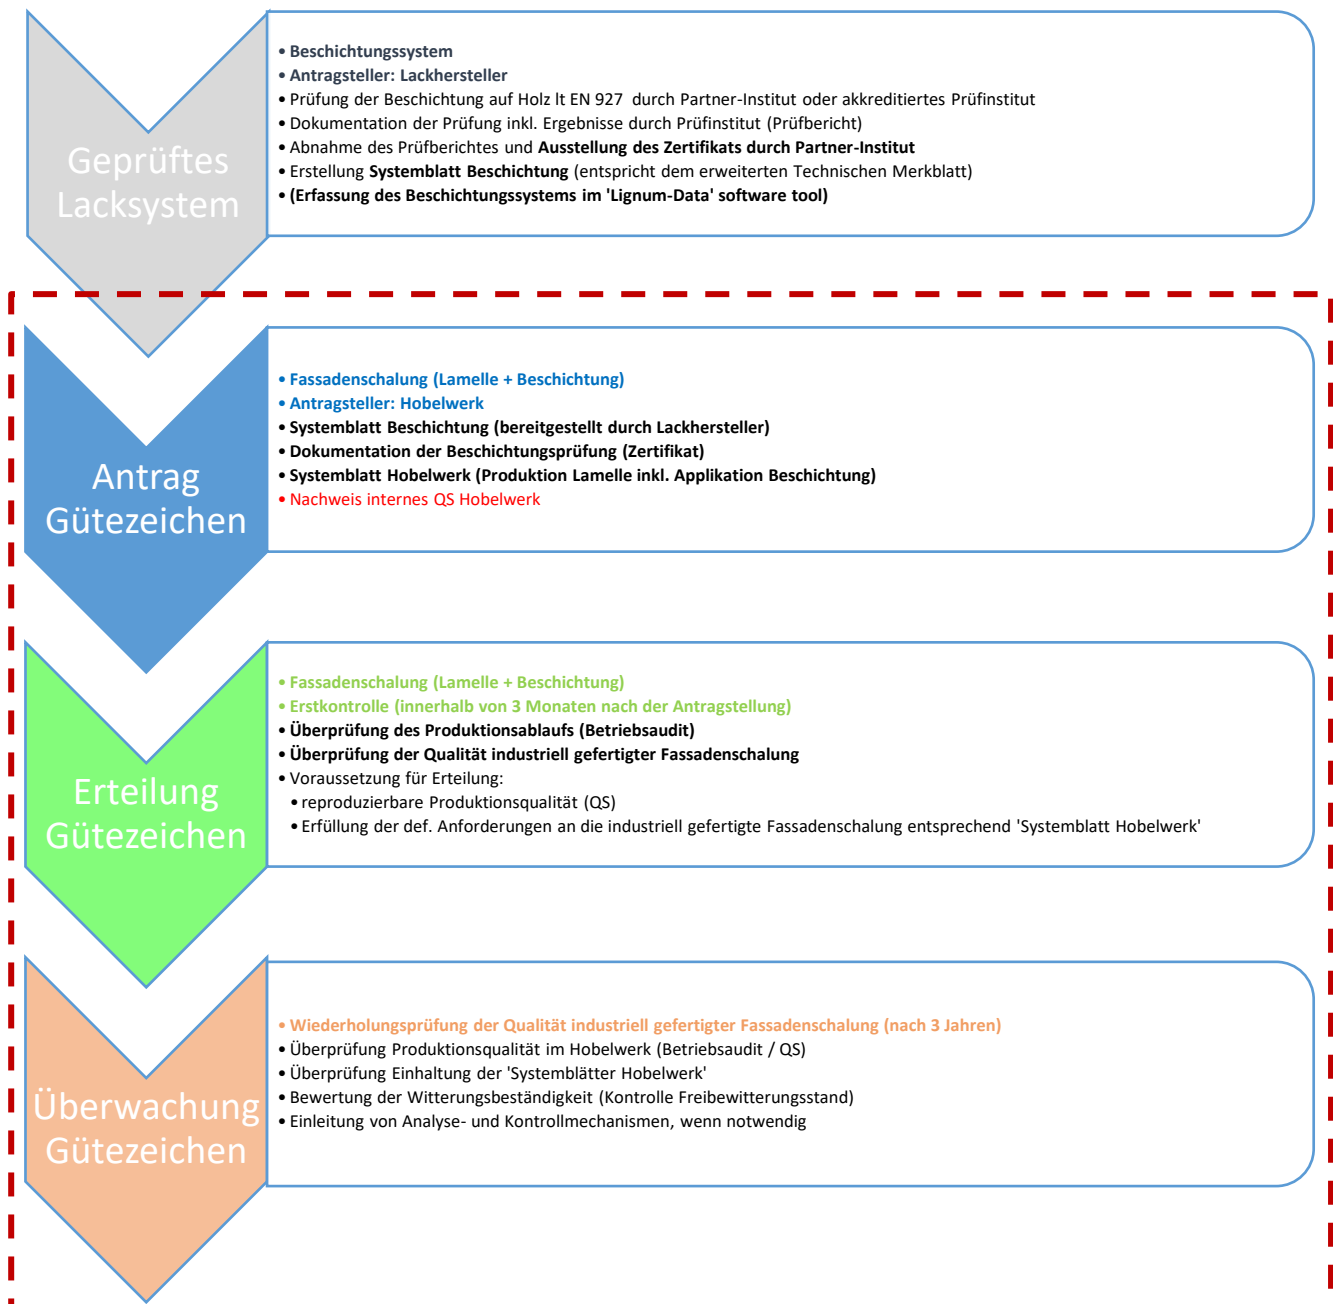 Geprüftes
Lacksystem
• Beschichtungssystem
• Antragsteller: Lackhersteller
• Prüfung der Beschichtung auf Holz lt EN 927 durch Partner-Institut oder akkreditiertes Prüfinstitut
• Dokumentation der Prüfung inkl. Ergebnisse durch Prüfinstitut (Prüfbericht)
• Abnahme des Prüfberichtes und Ausstellung des Zertifikats durch Partner-Institut
• Erstellung Systemblatt Beschichtung (entspricht dem erweiterten Technischen Merkblatt)
• (Erfassung des Beschichtungssystems im 'Lignum-Data' software tool)
Antrag
Gütezeichen
• Fassadenschalung (Lamelle + Beschichtung)
• Antragsteller: Hobelwerk
• Systemblatt Beschichtung (bereitgestellt durch Lackhersteller)
• Dokumentation der Beschichtungsprüfung (Zertifikat)
• Systemblatt Hobelwerk (Produktion Lamelle inkl. Applikation Beschichtung)
• Nachweis internes QS Hobelwerk
Erteilung
Gütezeichen
• Fassadenschalung (Lamelle + Beschichtung)
• Erstkontrolle (innerhalb von 3 Monaten nach der Antragstellung)
• Überprüfung des Produktionsablaufs (Betriebsaudit)
• Überprüfung der Qualität industriell gefertigter Fassadenschalung
• Voraussetzung für Erteilung:
• reproduzierbare Produktionsqualität (QS)
• Erfüllung der def. Anforderungen an die industriell gefertigte Fassadenschalung entsprechend 'Systemblatt Hobelwerk'
Überwachung
Gütezeichen
• Wiederholungsprüfung der Qualität industriell gefertigter Fassadenschalung (nach 3 Jahren)
• Überprüfung Produktionsqualität im Hobelwerk (Betriebsaudit / QS)
• Überprüfung Einhaltung der 'Systemblätter Hobelwerk'
• Bewertung der Witterungsbeständigkeit (Kontrolle Freibewitterungsstand)
• Einleitung von Analyse- und Kontrollmechanismen, wenn notwendig